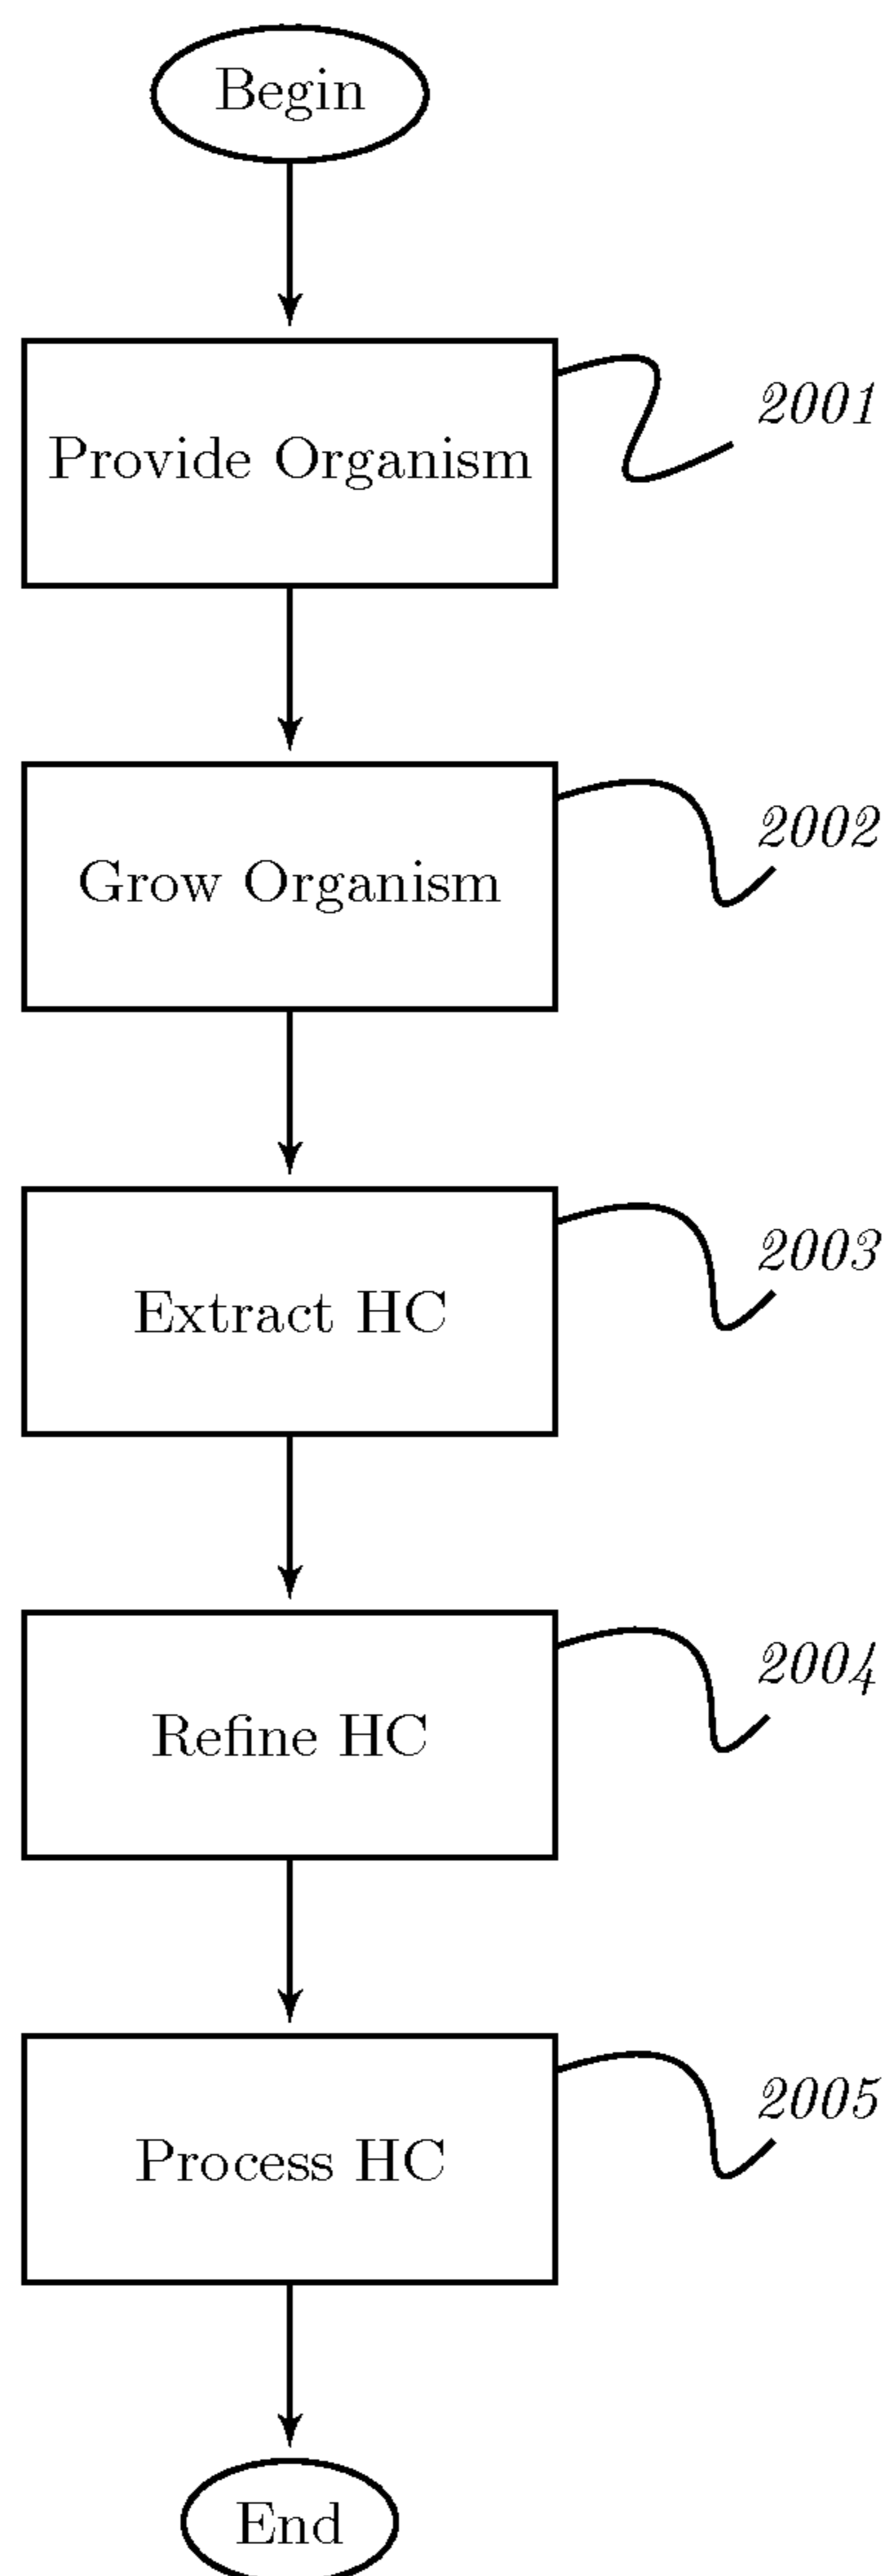 Begin
Provide Organism
2001
Grow Organism
2002
Extract HC
2003
Refine HC
2004
Process HC
2005
End